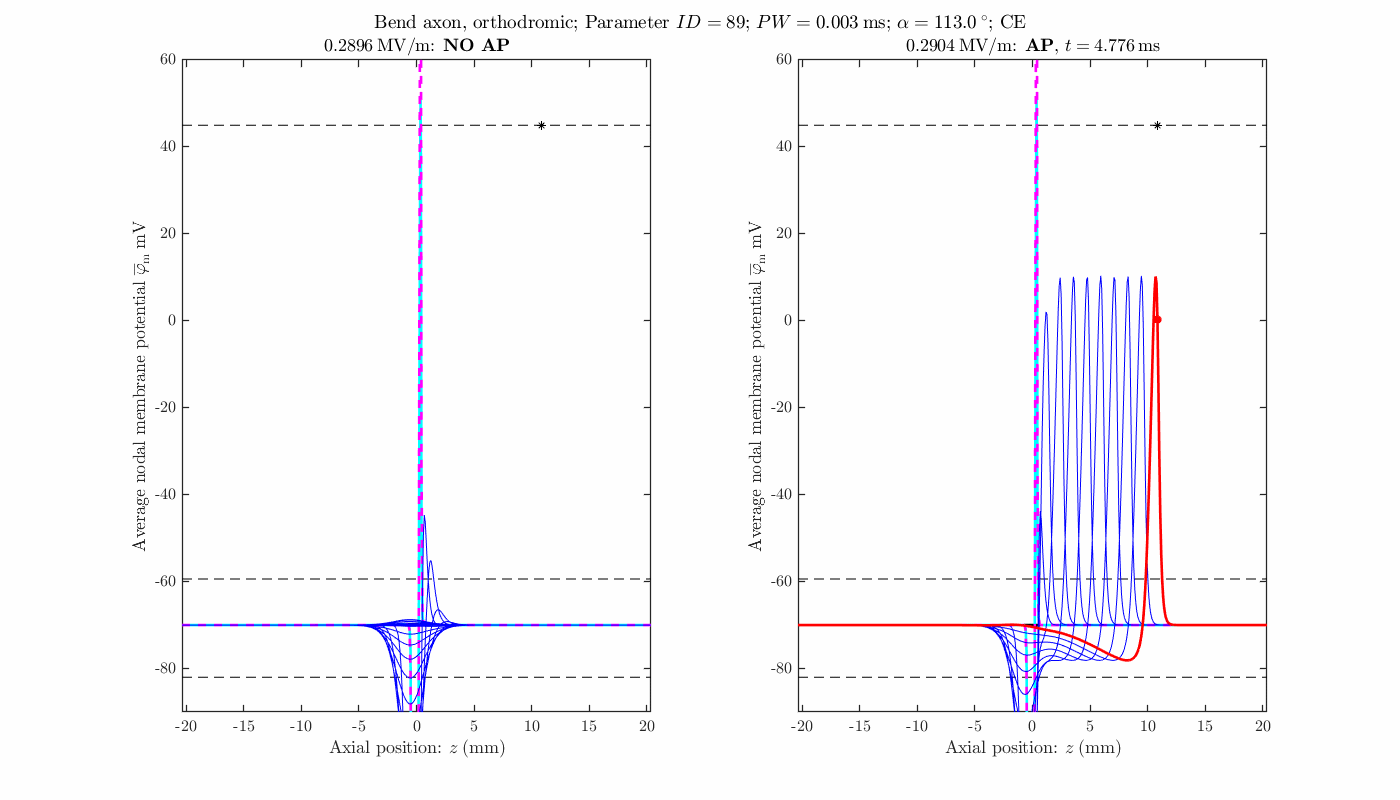 Bend axon, orthodromic; Parameter ID = 89; PW = 0.003 ms; α = 113.0 °; CE
0.2896 MV/m: NO AP
60
40
20
0
-20
-40
-60
-80
-20 -15 -10 -5 0 5 10 15 20
Average nodal membrane potential φ̅m mV
Axial position: z (mm)
0.2904 MV/m: AP, t = 4.776 ms
60
40
20
0
-20
-40
-60
-80
-20 -15 -10 -5 0 5 10 15 20
Average nodal membrane potential φ̅m mV
Axial position: z (mm)